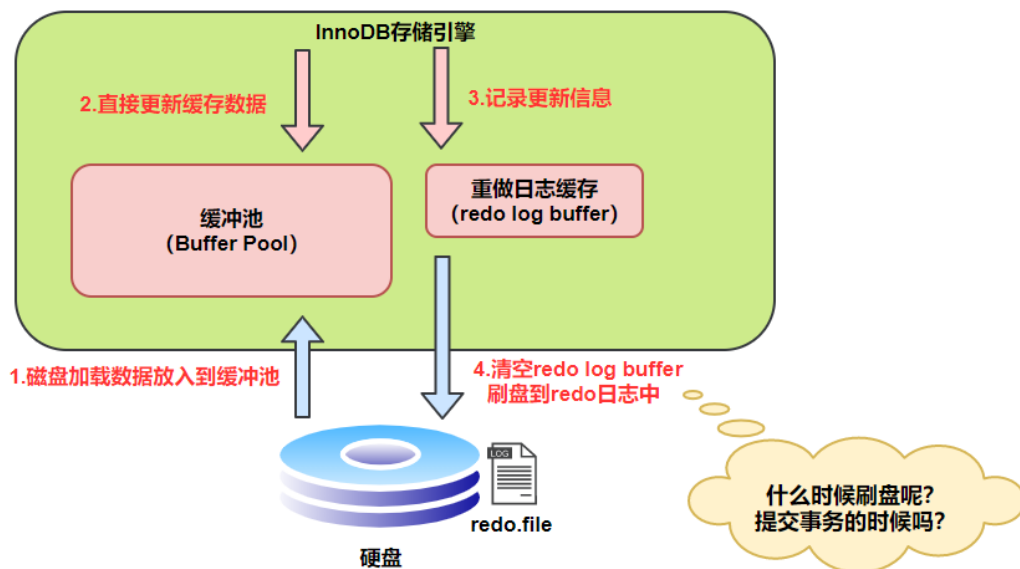 InnoDB存储引擎
2.直接更新缓存数据
3.记录更新信息
缓冲池
（Buffer Pool）
重做日志缓存
（redo log buffer）
1.磁盘加载数据放入到缓冲池
4.清空redo log buffer
刷盘到redo日志中
LOG
redo.file
硬盘
什么时候刷盘呢？
提交事务的时候吗？